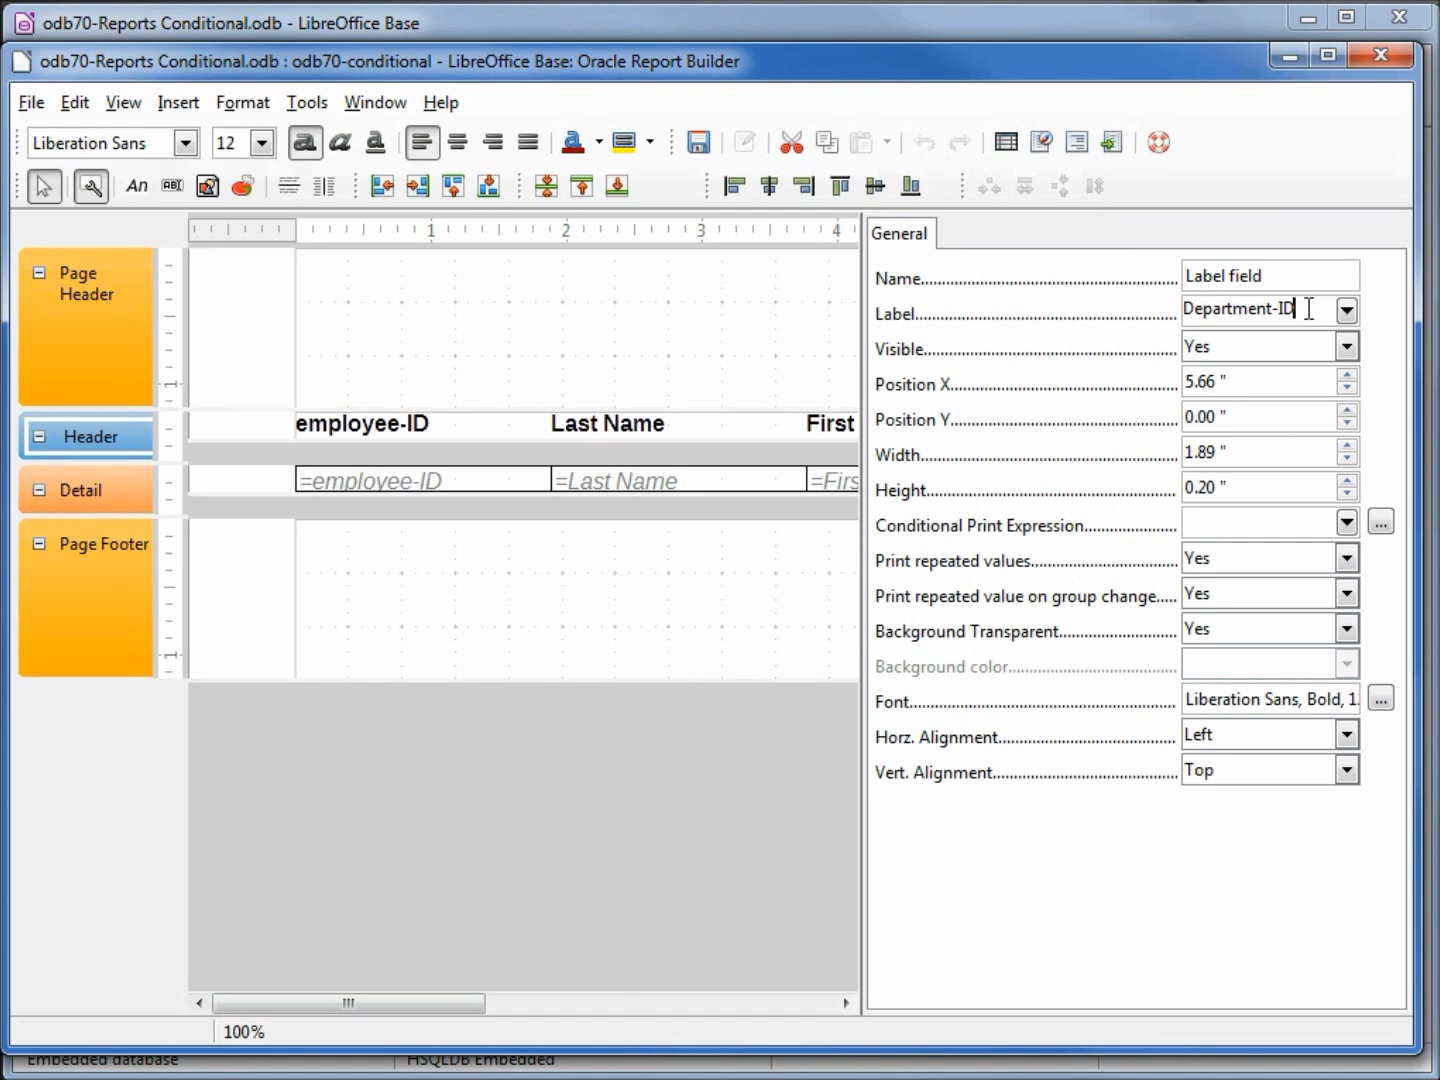 odb70-Reports Conditional.odb - LibreOffice Base
odb70-Reports Conditional.odb : odb70-conditional - LibreOffice Base: Oracle Report Builder
File Edit View Insert Format Tools Window Help
Liberation Sans 12
1 2 3 4
General
Page Header
Name Label field
Label Department-ID
Visible Yes
Position X 5.66 "
Position Y 0.00 "
Header
employee-ID Last Name First
Width 1.89 "
Detail
=employee-ID =Last Name =Firs
Height 0.20 "
Page Footer
Conditional Print Expression
Print repeated values Yes
Print repeated value on group change Yes
Background Transparent Yes
Background color
Font Liberation Sans, Bold, 1
Horz. Alignment Left
Vert. Alignment Top
100%
Embedded database HSQLDB Embedded